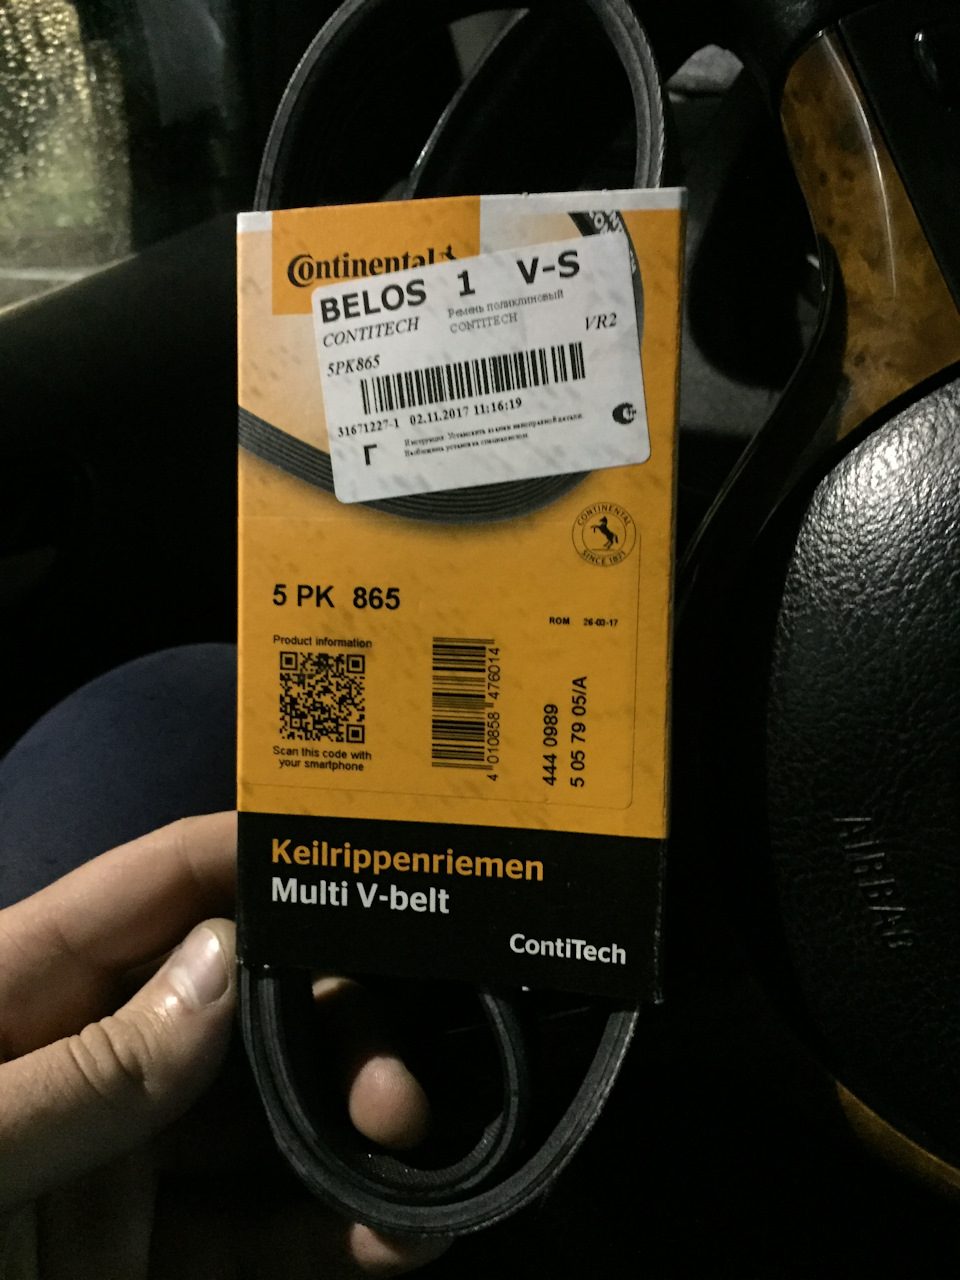 Continental
BELOS 1 V-S
CONTITECH
Ремень поликлиновый
CONTITECH
VR2
5PK865
31671227-1 02.11.2017 11:16:19
Г
CONTINENTAL
SINCE 1871
5 PK 865
ROM 26-03-17
Product information
Scan this code with
your smartphone
4 010858 476014
444 0989
5 05 79 05/A
Keilrippenriemen
Multi V-belt
ContiTech
AIRBAG